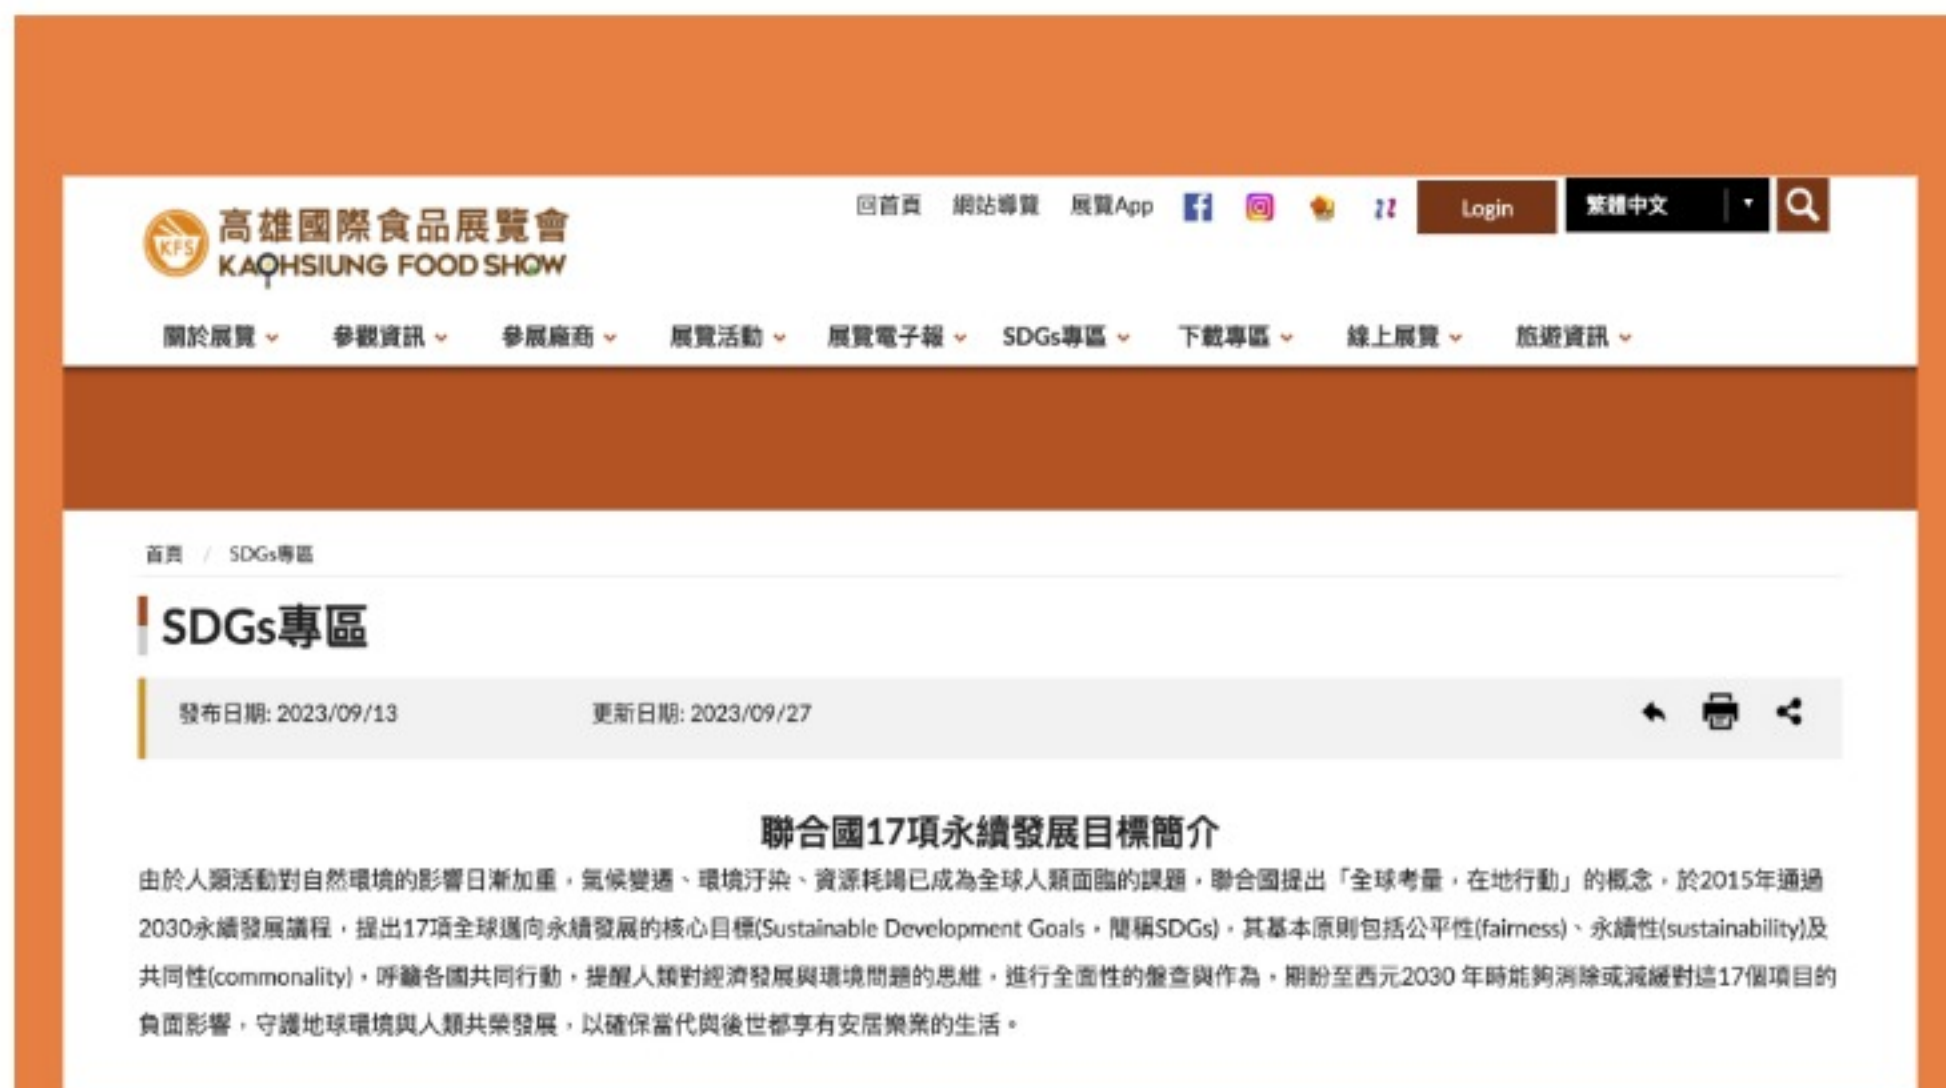 回首頁 網站導覽 展覽App Login 繁體中文
KFS 高雄國際食品展覽會
KAOHSIUNG FOOD SHOW
關於展覽 參觀資訊 參展廠商 展覽活動 展覽電子報 SDGs專區 下載專區 線上展覽 旅遊資訊
首頁 / SDGs專區
SDGs專區
發布日期: 2023/09/13 更新日期: 2023/09/27
聯合國17項永續發展目標簡介
由於人類活動對自然環境的影響日漸加重，氣候變遷、環境汙染、資源耗竭已成為全球人類面臨的課題，聯合國提出「全球考量，在地行動」的概念，於2015年通過
2030永續發展議程，提出17項全球邁向永續發展的核心目標(Sustainable Development Goals，簡稱SDGs)，其基本原則包括公平性(fairness)、永續性(sustainability)及
共同性(commonality)，呼籲各國共同行動，提醒人類對經濟發展與環境問題的思維，進行全面性的盤查與作為，期盼至西元2030 年時能夠消除或減緩對這17個項目的
負面影響，守護地球環境與人類共榮發展，以確保當代與後世都享有安居樂業的生活。